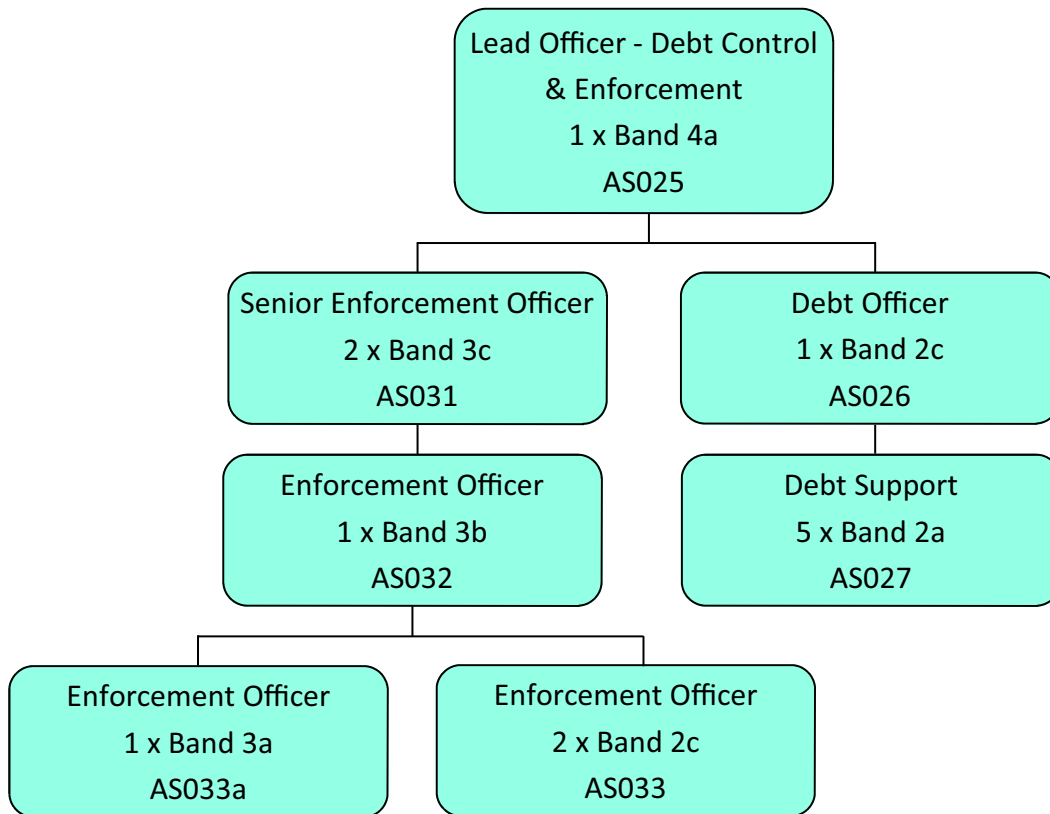 Lead Officer - Debt Control
& Enforcement
1 x Band 4a
AS025
Senior Enforcement Officer
2 x Band 3c
AS031
Debt Officer
1 x Band 2c
AS026
Enforcement Officer
1 x Band 3b
AS032
Debt Support
5 x Band 2a
AS027
Enforcement Officer
1 x Band 3a
AS033a
Enforcement Officer
2 x Band 2c
AS033